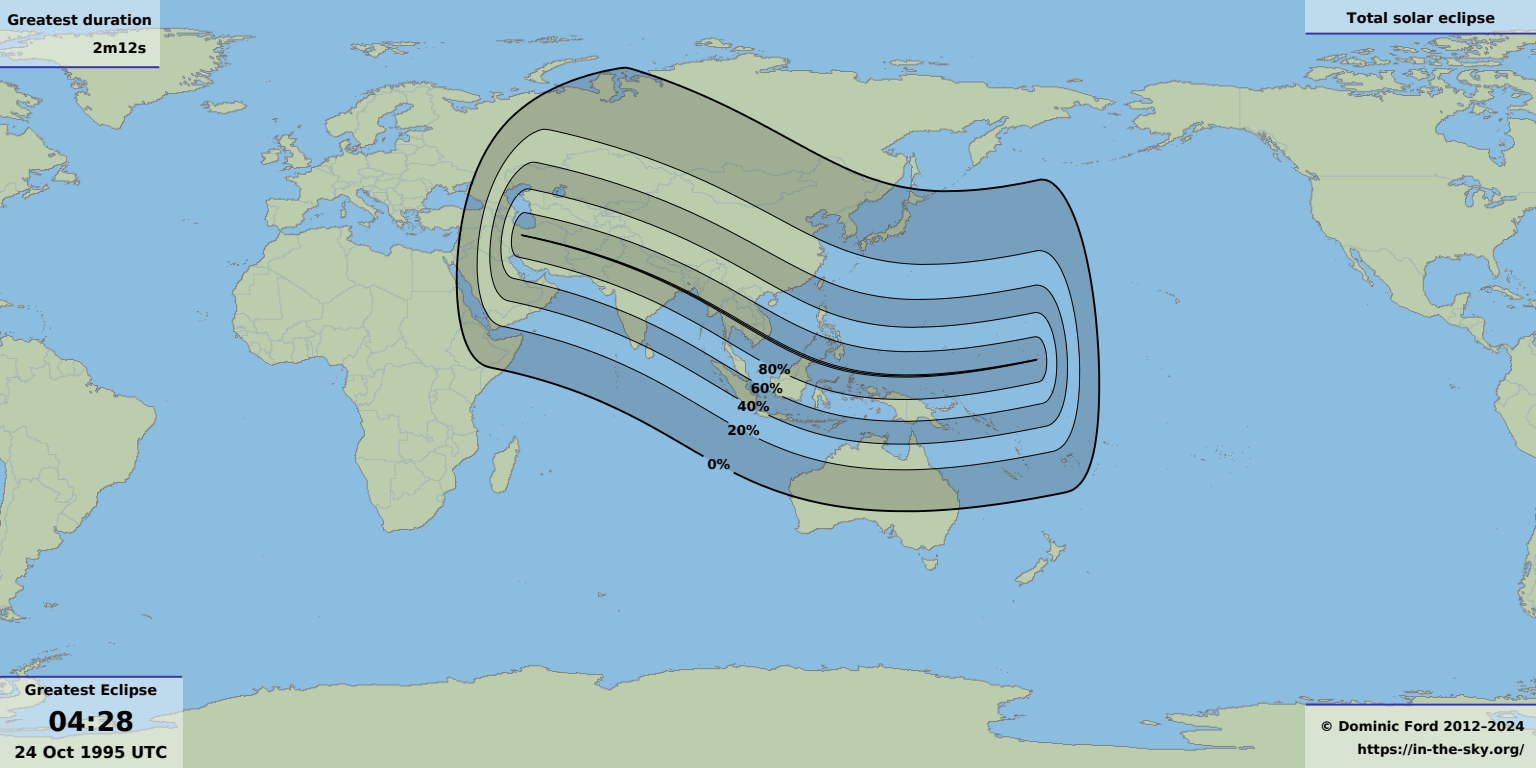 Greatest duration
2m12s
Total solar eclipse
80%
60%
40%
20%
0%
Greatest Eclipse
04:28
24 Oct 1995 UTC
© Dominic Ford 2012–2024
https://in-the-sky.org/